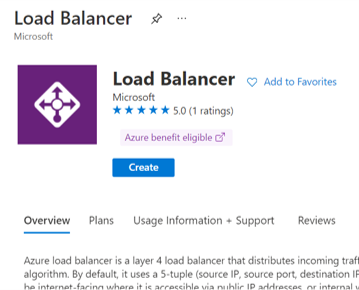 Load Balancer
Microsoft
Load Balancer
Add to Favorites
Microsoft
5.0 (1 ratings)
Azure benefit eligible
Create
Overview
Plans
Usage Information + Support
Reviews
Azure load balancer is a layer 4 load balancer that distributes incoming traf
algorithm. By default, it uses a 5-tuple (source IP, source port, destination IP
be internet-facing where it is accessible via public IP addresses, or internal